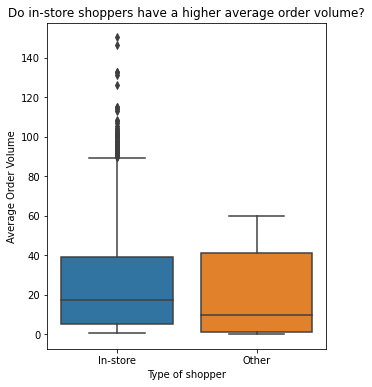 Do in-store shoppers have a higher average order volume?
140
120
100
80
60
40
20
0
Average Order Volume
In-store
Other
Type of shopper